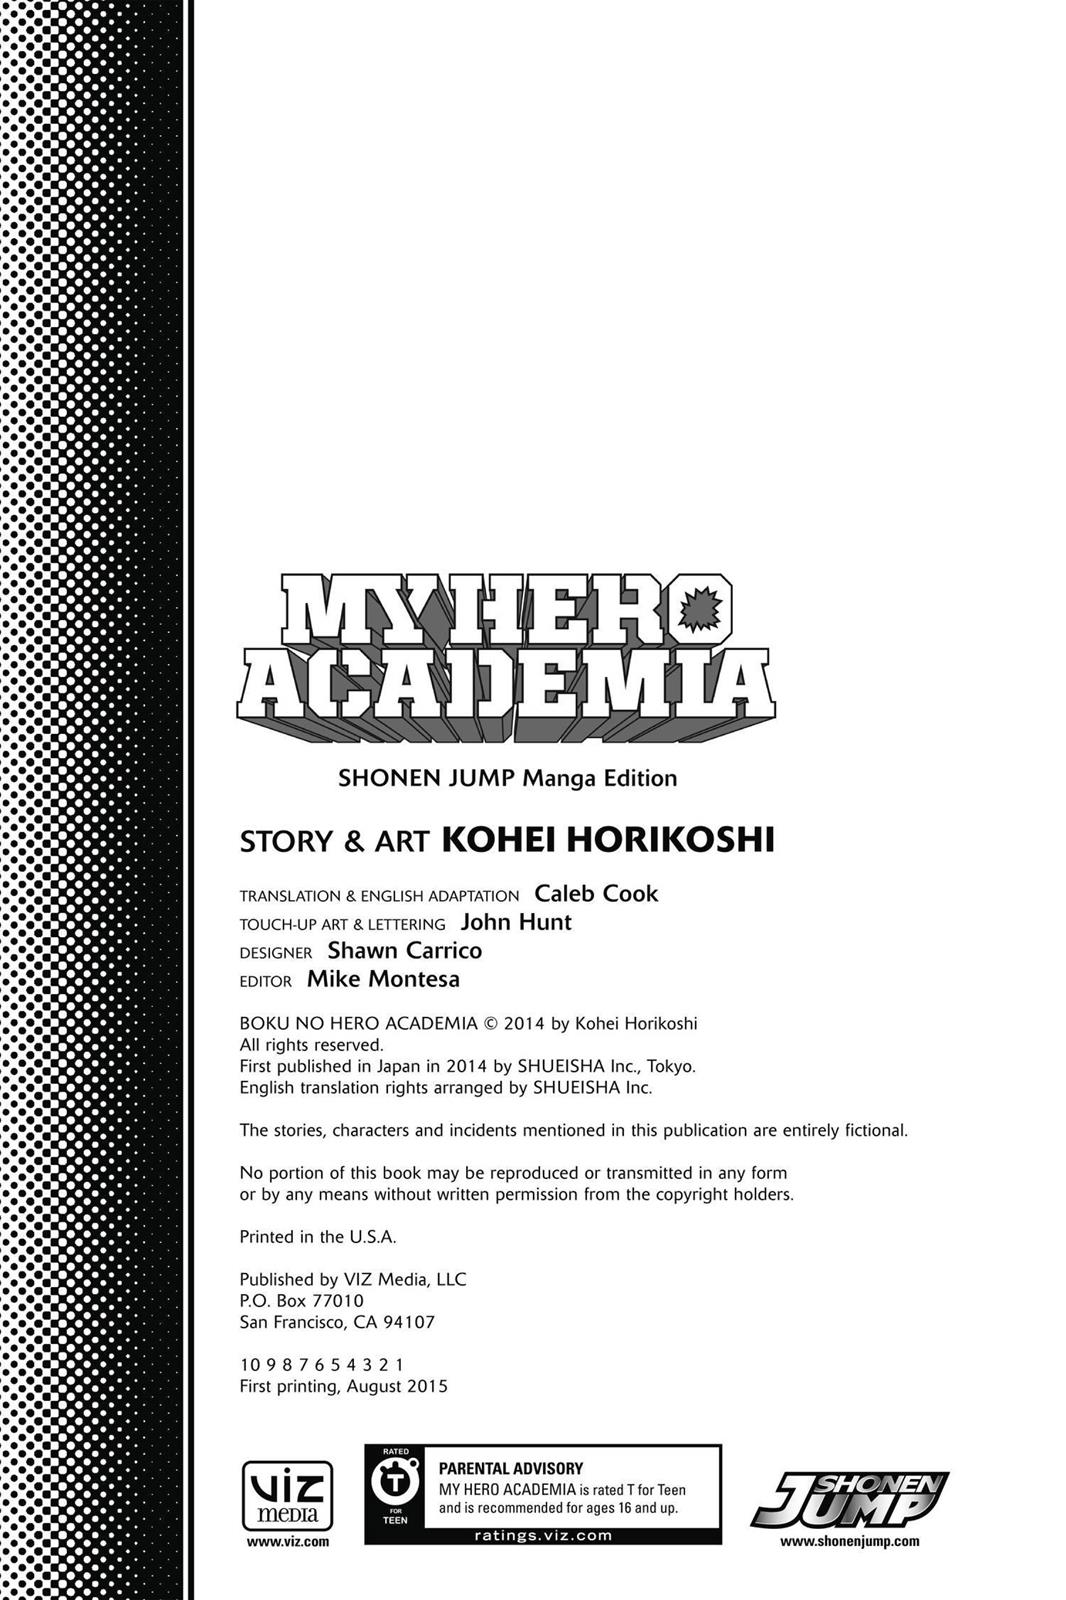 MY HERO
ACADEMIA
SHONEN JUMP Manga Edition
STORY & ART KOHEI HORIKOSHI
TRANSLATION & ENGLISH ADAPTATION Caleb Cook
TOUCH-UP ART & LETTERING John Hunt
DESIGNER Shawn Carrico
EDITOR Mike Montesa
BOKU NO HERO ACADEMIA © 2014 by Kohei Horikoshi
All rights reserved.
First published in Japan in 2014 by SHUEISHA Inc., Tokyo.
English translation rights arranged by SHUEISHA Inc.
The stories, characters and incidents mentioned in this publication are entirely fictional.
No portion of this book may be reproduced or transmitted in any form
or by any means without written permission from the copyright holders.
Printed in the U.S.A.
Published by VIZ Media, LLC
P.O. Box 77010
San Francisco, CA 94107
10 9 8 7 6 5 4 3 2 1
First printing, August 2015
viz
media
www.viz.com
RATED
T
FOR
TEEN
PARENTAL ADVISORY
MY HERO ACADEMIA is rated T for Teen
and is recommended for ages 16 and up.
ratings.viz.com
SHONEN
JUMP
www.shonenjump.com